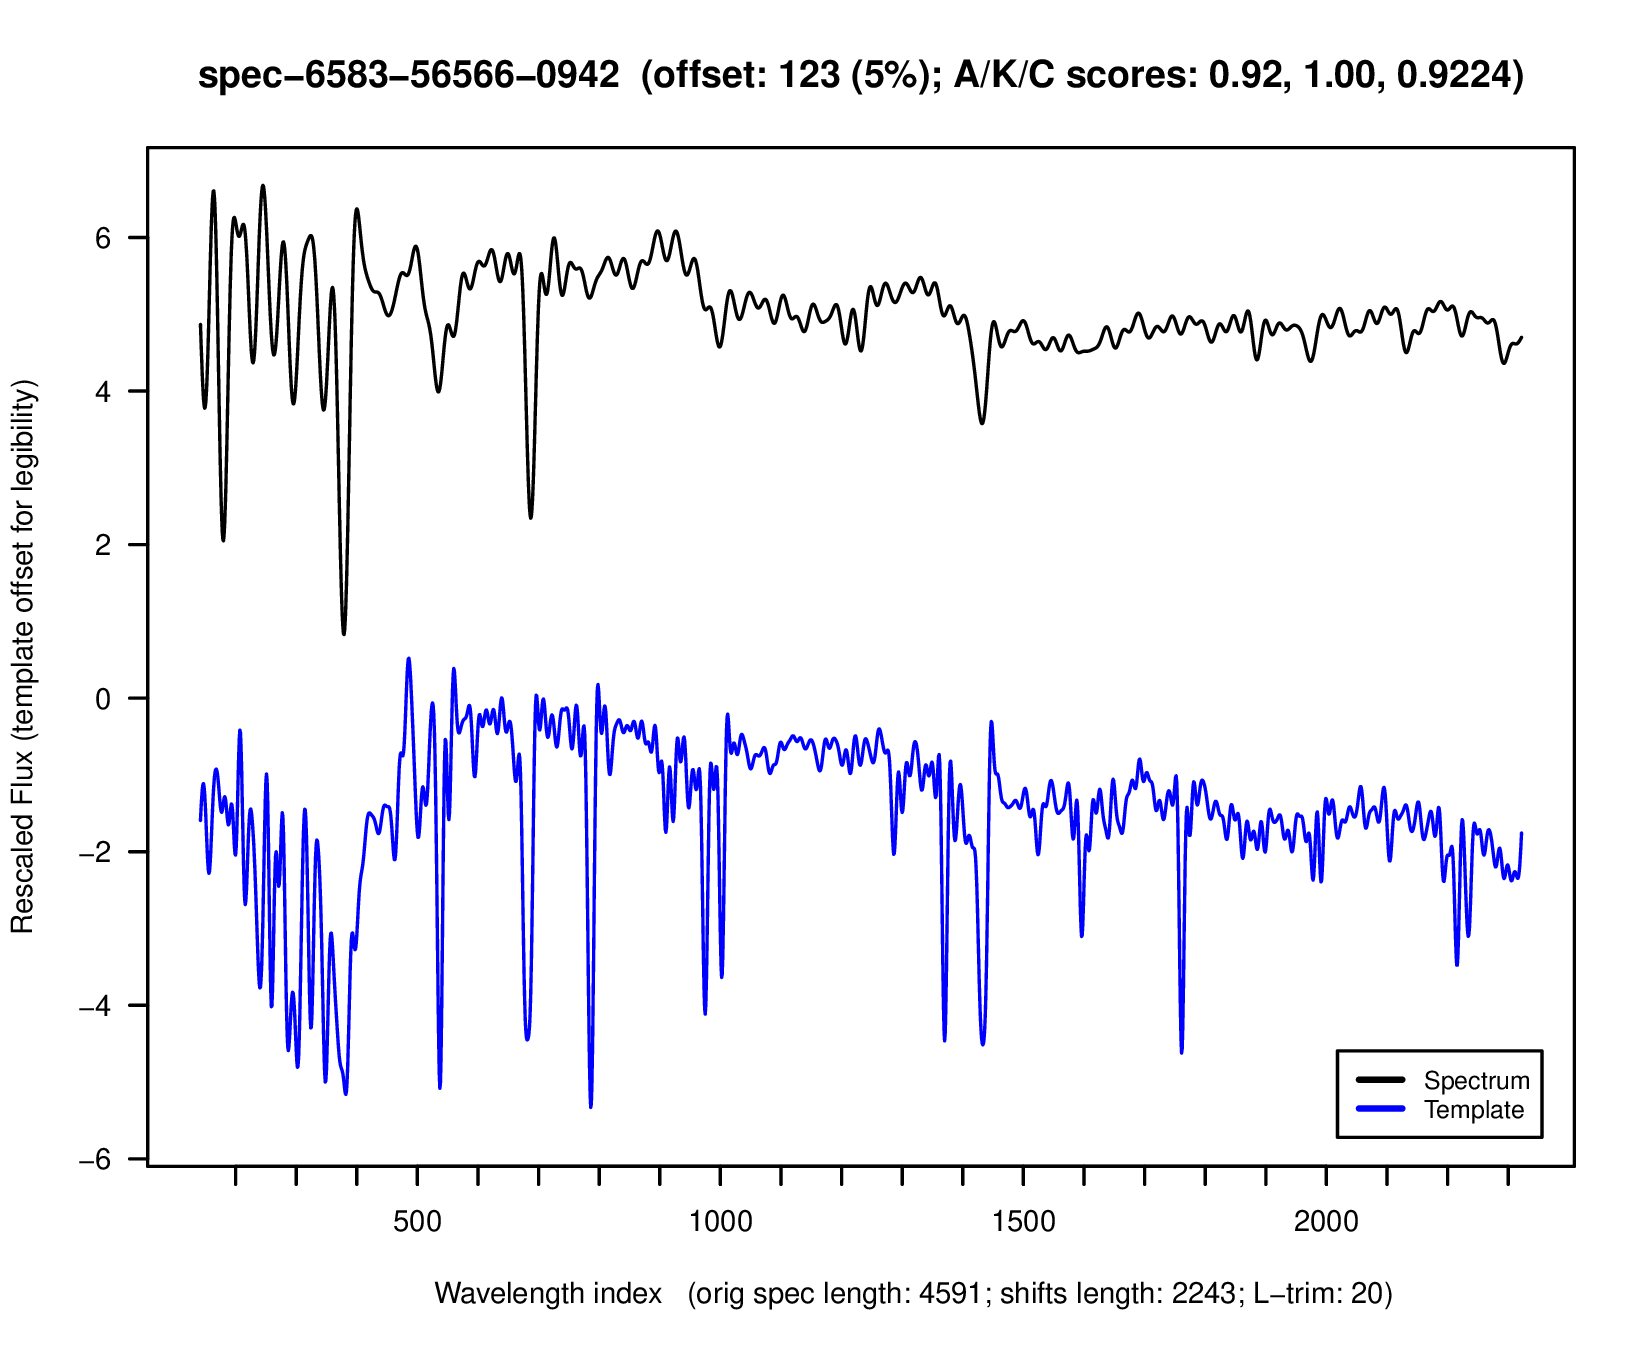 spec−6583−56566−0942 (offset: 123 (5%); A/K/C scores: 0.92, 1.00, 0.9224)
Rescaled Flux (template offset for legibility)
6
4
2
0
−2
−4
−6
Spectrum
Template
500 1000 1500 2000
Wavelength index (orig spec length: 4591; shifts length: 2243; L−trim: 20)